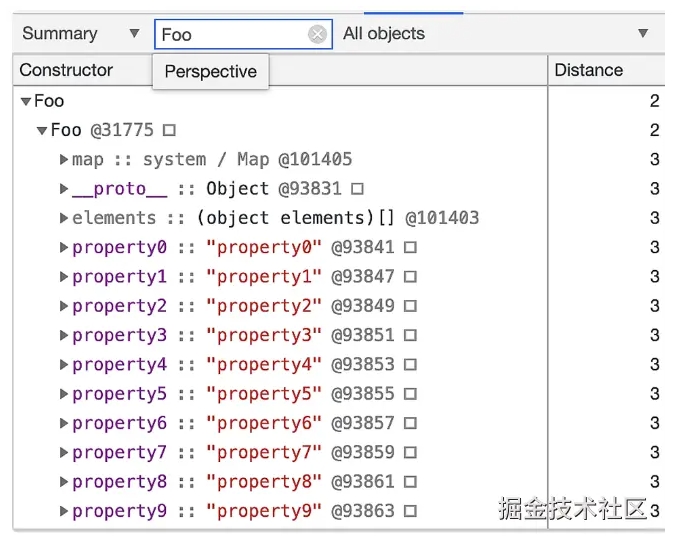 Summary ▼ Foo All objects ▼
Perspective
Constructor Distance
▼Foo 2
▼Foo @31775 □ 2
▶map :: system / Map @101405 3
▶__proto__ :: Object @93831 □ 3
▶elements :: (object elements)[] @101403 3
▶property0 :: "property0" @93841 □ 3
▶property1 :: "property1" @93847 □ 3
▶property2 :: "property2" @93849 □ 3
▶property3 :: "property3" @93851 □ 3
▶property4 :: "property4" @93853 □ 3
▶property5 :: "property5" @93855 □ 3
▶property6 :: "property6" @93857 □ 3
▶property7 :: "property7" @93859 □ 3
▶property8 :: "property8" @93861 □ 3
▶property9 :: "property9" @93863 □ 3
掘金技术社区